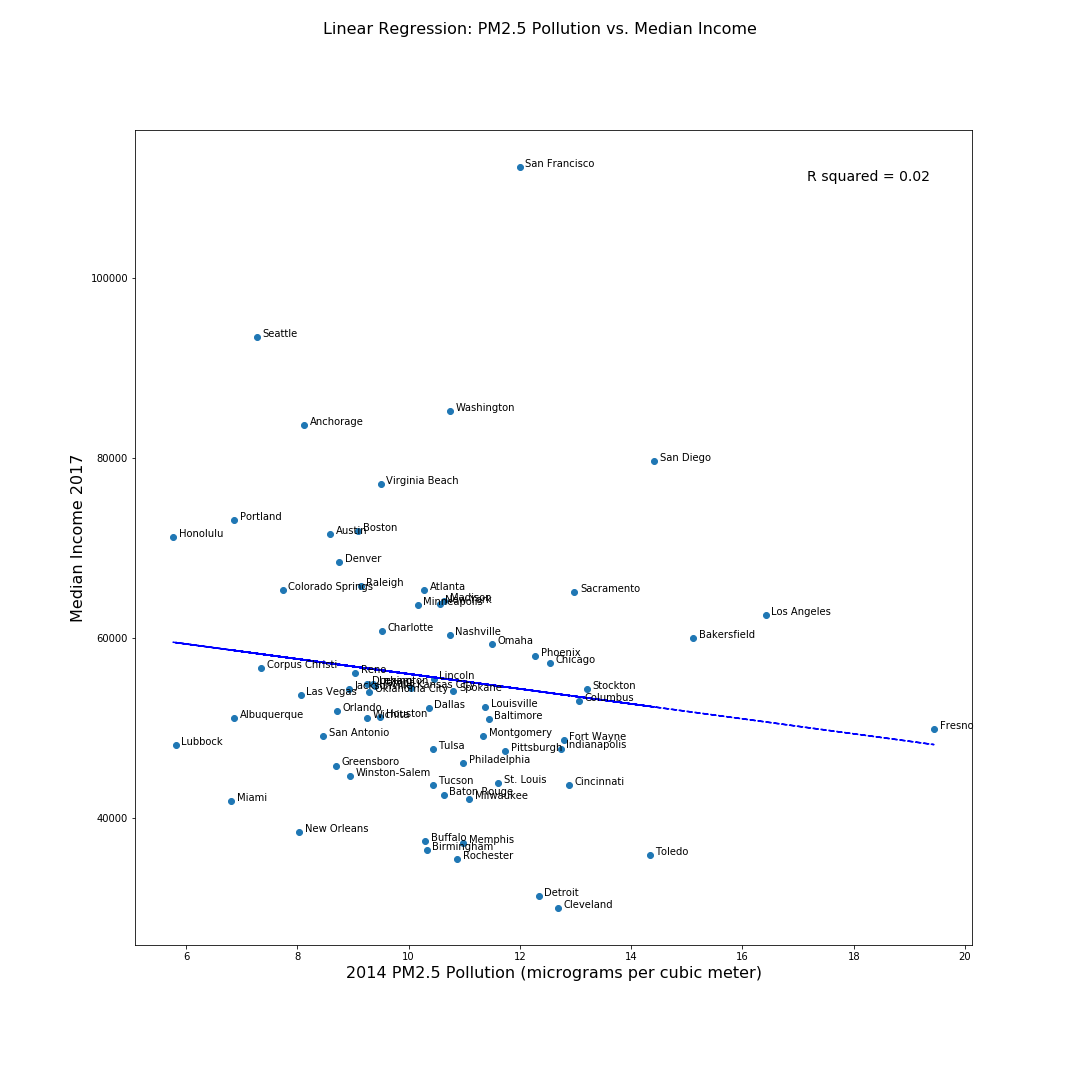 Linear Regression: PM2.5 Pollution vs. Median Income
R squared = 0.02
San Francisco
Seattle
Washington
Anchorage
San Diego
Virginia Beach
Portland
Honolulu
Austin
Boston
Denver
Raleigh
Colorado Springs
Atlanta
Madison
New York
Minneapolis
Sacramento
Los Angeles
Charlotte
Nashville
Bakersfield
Omaha
Phoenix
Chicago
Corpus Christi
Reno
Lincoln
Lexington
Kansas City
Jacksonville
Oklahoma City
Spokane
Stockton
Las Vegas
Columbus
Orlando
Dallas
Louisville
Albuquerque
Wichita
Houston
Baltimore
Fresno
San Antonio
Montgomery
Fort Wayne
Lubbock
Tulsa
Pittsburgh
Indianapolis
Greensboro
Philadelphia
Winston-Salem
Tucson
St. Louis
Cincinnati
Baton Rouge
Milwaukee
Miami
New Orleans
Buffalo
Memphis
Birmingham
Rochester
Toledo
Detroit
Cleveland
100000
80000
60000
40000
Median Income 2017
6 8 10 12 14 16 18 20
2014 PM2.5 Pollution (micrograms per cubic meter)